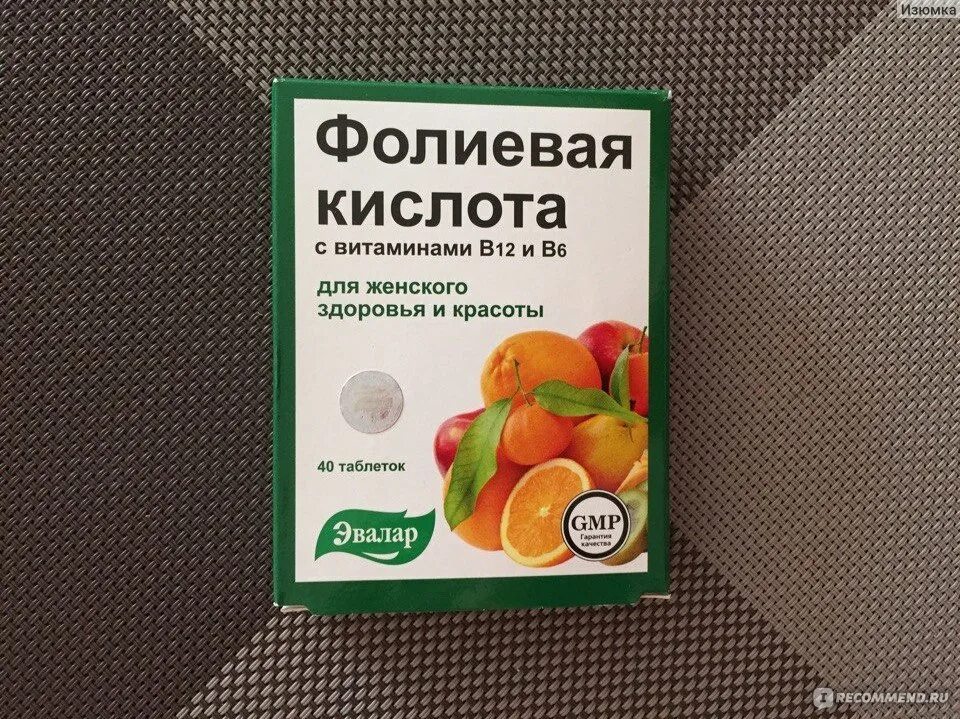 Изюмка
Фолиевая
кислота
с витаминами В12 и В6
для женского
здоровья и красоты
40 таблеток
Эвалар
GMP
Гарантия
качества
RECOMMEND.RU